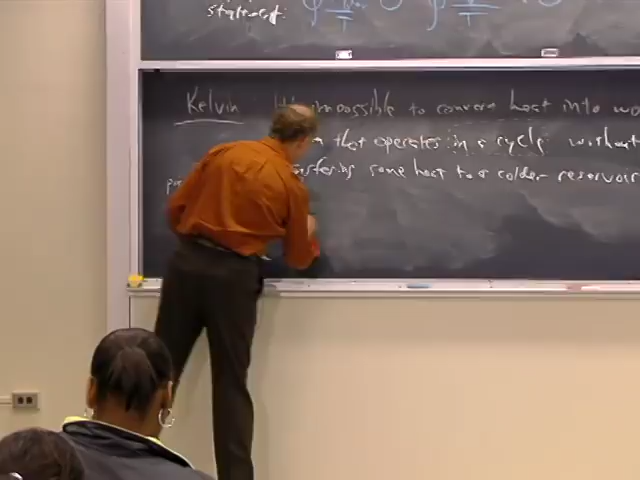 statement. ∮ T ∮ T
Kelvin It is impossible to convert heat into wo
that operates in a cycle without
sfering some heat to a colder reservoir